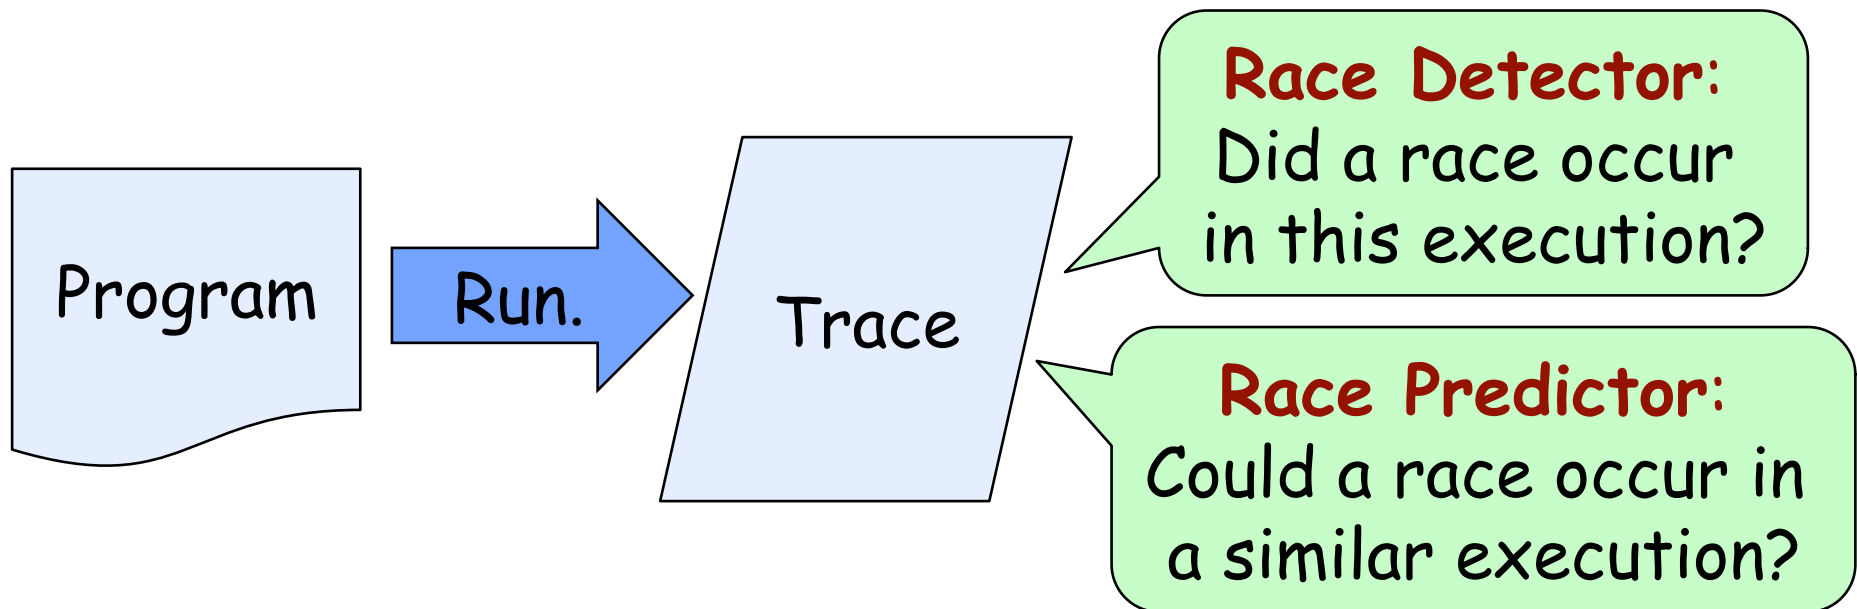 Program
Run.
Trace
Race Detector:
Did a race occur
in this execution?
Race Predictor:
Could a race occur in
a similar execution?